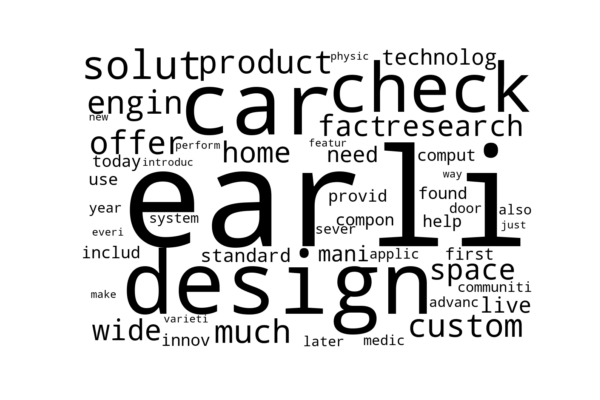 solut product physic technolog
engin car check
new
offer perform fact research
today introduc home featur need comput
use way
earli
provid found
year system compon help door also
everi sever just
includ standard mani applic first
design space
make communiti
advanc live
wide varieti much custom
innov later medic